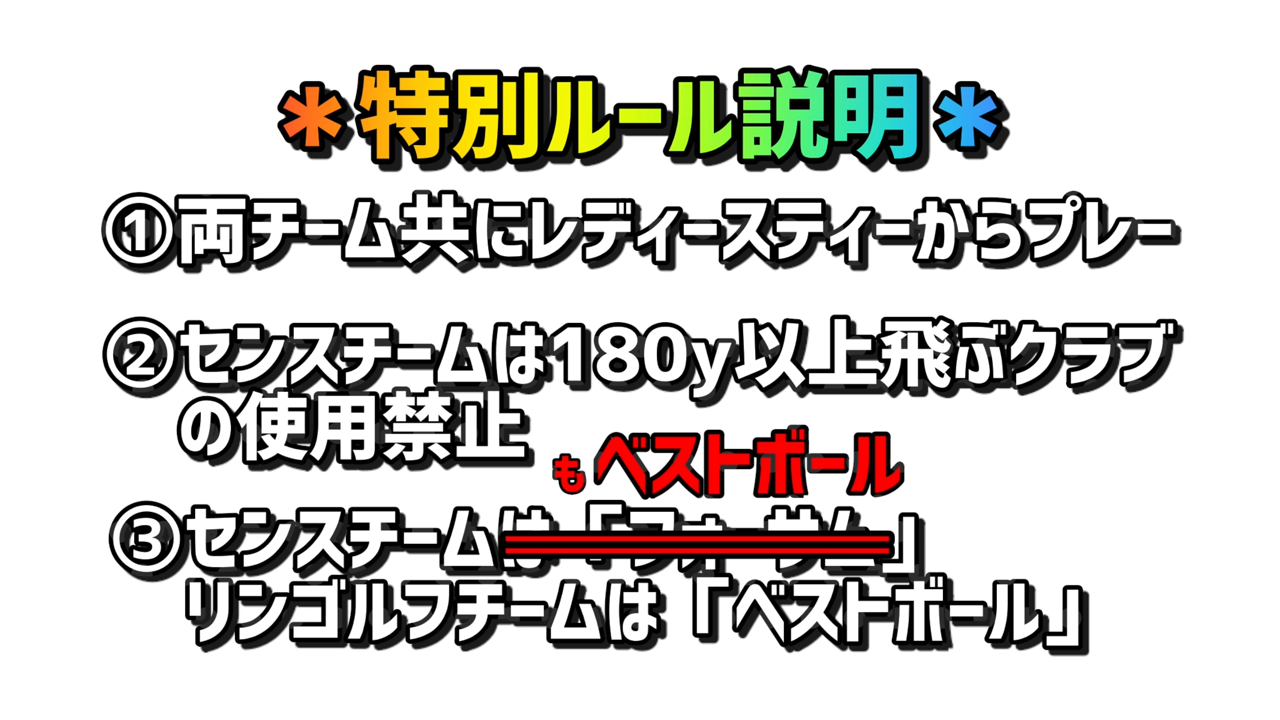 *特別ルール説明*
①両チーム共にレディースティーからプレー
②センスチームは180y以上飛ぶクラブ
の使用禁止
も ベストボール
③センスチームは「フォーサム」
リンゴルフチームは「ベストボール」